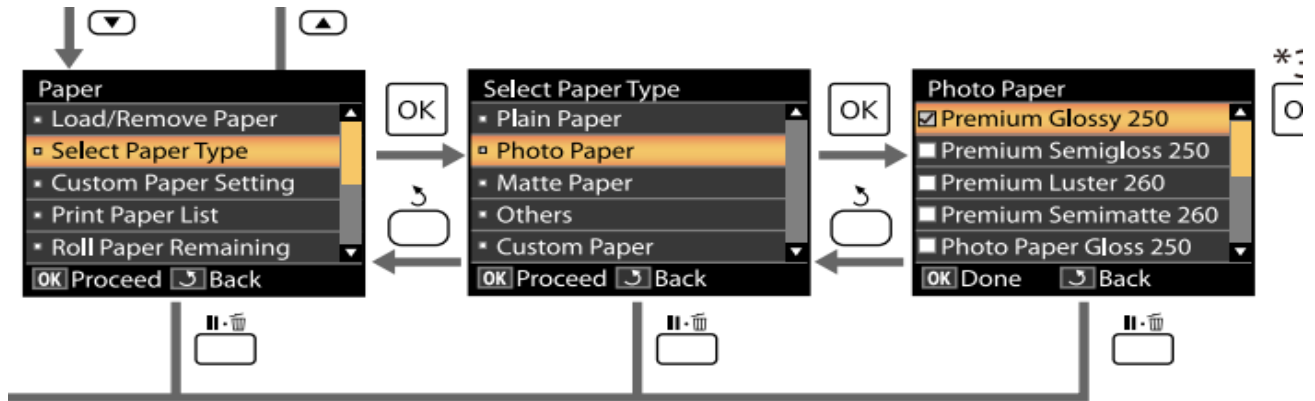 Paper
Load/Remove Paper
Select Paper Type
Custom Paper Setting
Print Paper List
Roll Paper Remaining
OK Proceed Back
OK
Select Paper Type
Plain Paper
Photo Paper
Matte Paper
Others
Custom Paper
OK Proceed Back
OK
Photo Paper
Premium Glossy 250
Premium Semigloss 250
Premium Luster 260
Premium Semimatte 260
Photo Paper Gloss 250
OK Done Back